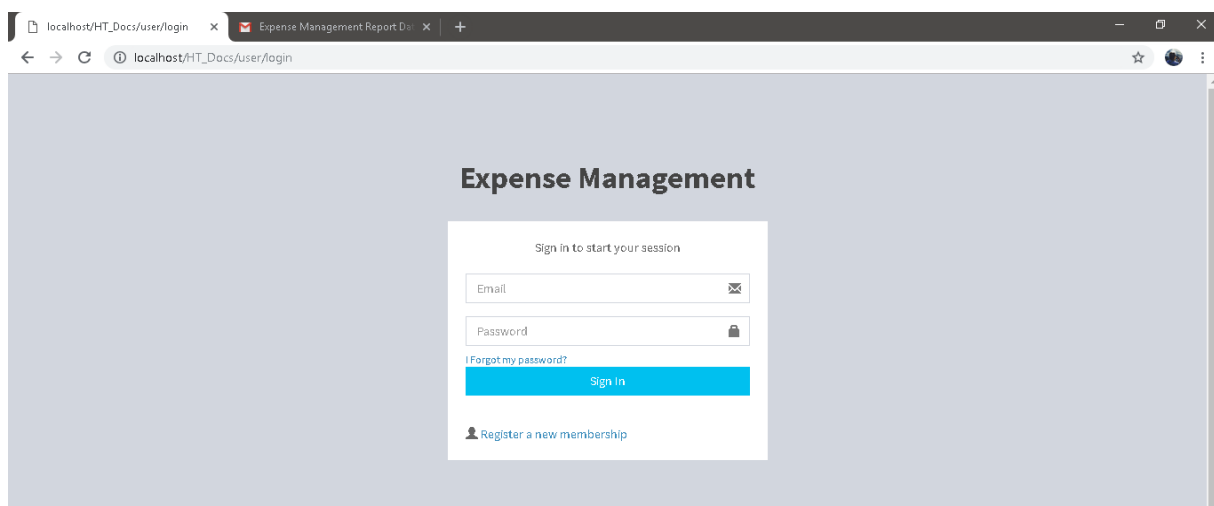 localhost/HT_Docs/user/login
Expense Management Report Da
localhost/HT_Docs/user/login
Expense Management
Sign in to start your session
Email
Password
I Forgot my password?
Sign In
Register a new membership